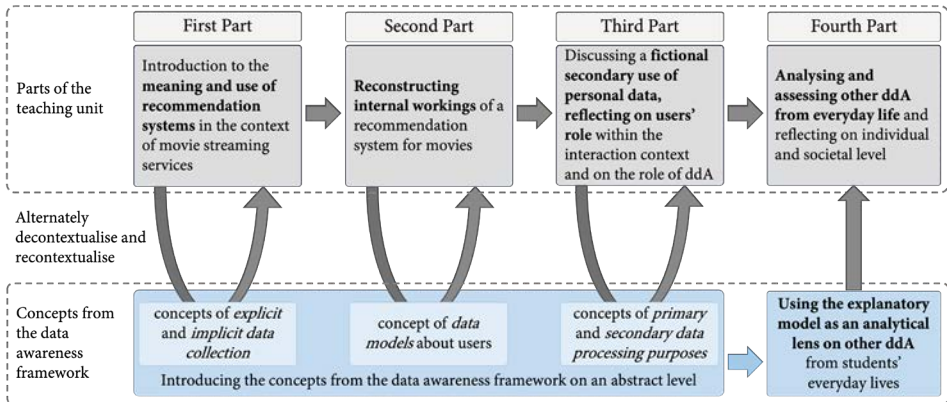 First Part
Second Part
Third Part
Fourth Part
Parts of the
teaching unit
Introduction to the
meaning and use of
recommendation
systems in the context
of movie streaming
services
Reconstructing
internal workings of a
recommendation
system for movies
Discussing a fictional
secondary use of
personal data,
reflecting on users'
role within the
interaction context
and on the role of ddA
Analysing and
assessing other ddA
from everyday life and
reflecting on individual
and societal level
Alternately
decontextualise and
recontextualise
Concepts from
the data
awareness
framework
concepts of explicit
and implicit data
collection
concept of data
models about users
concepts of primary
and secondary data
processing purposes
Introducing the concepts from the data awareness framework on an abstract level
Using the explanatory
model as an analytical
lens on other ddA
from students'
everyday lives